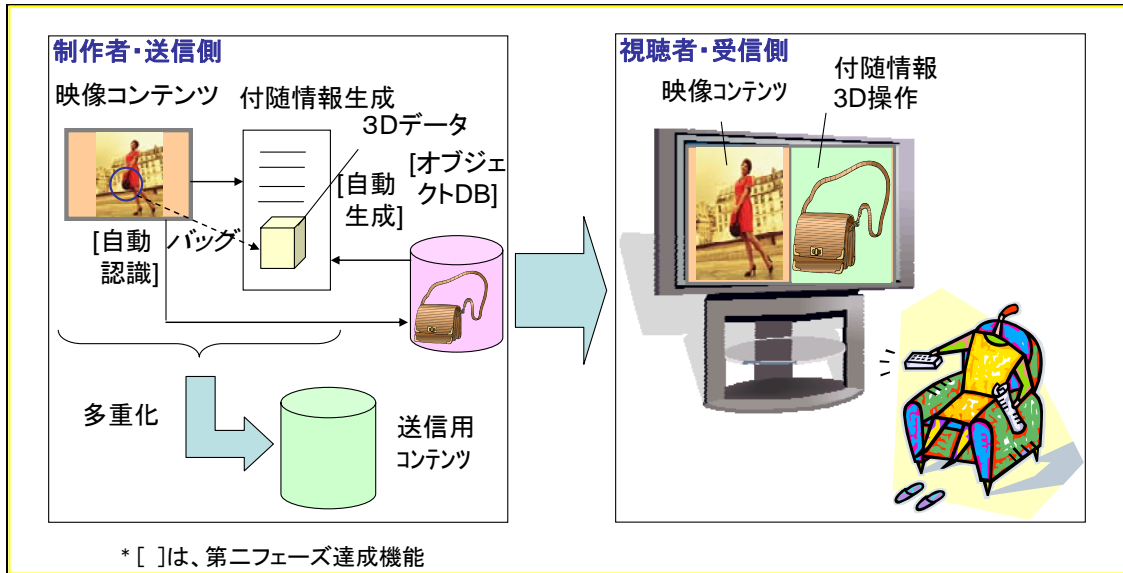 制作者・送信側
映像コンテンツ
付随情報生成
3Dデータ
[オブジェ
クトDB]
[自動
生成]
[自動
認識]
バッグ
多重化
送信用
コンテンツ
視聴者・受信側
映像コンテンツ
付随情報
3D操作
* [ ]は、第二フェーズ達成機能